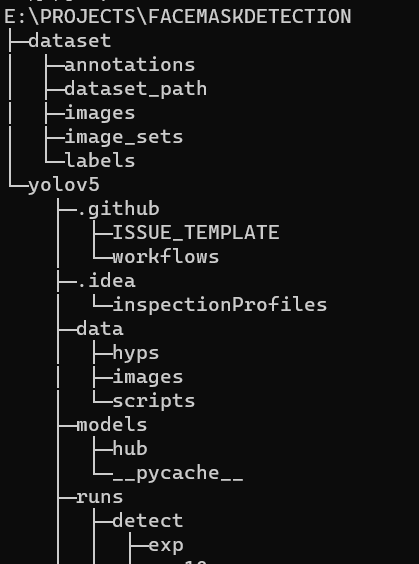 E:\PROJECTS\FACEMASKDETECTION
├─dataset
│  ├─annotations
│  ├─dataset_path
│  ├─images
│  ├─image_sets
│  └─labels
└─yolov5
    ├─.github
    │  ├─ISSUE_TEMPLATE
    │  └─workflows
    ├─.idea
    │  └─inspectionProfiles
    ├─data
    │  ├─hyps
    │  ├─images
    │  └─scripts
    ├─models
    │  ├─hub
    │  └─__pycache__
    ├─runs
    │  ├─detect
    │  │  ├─exp